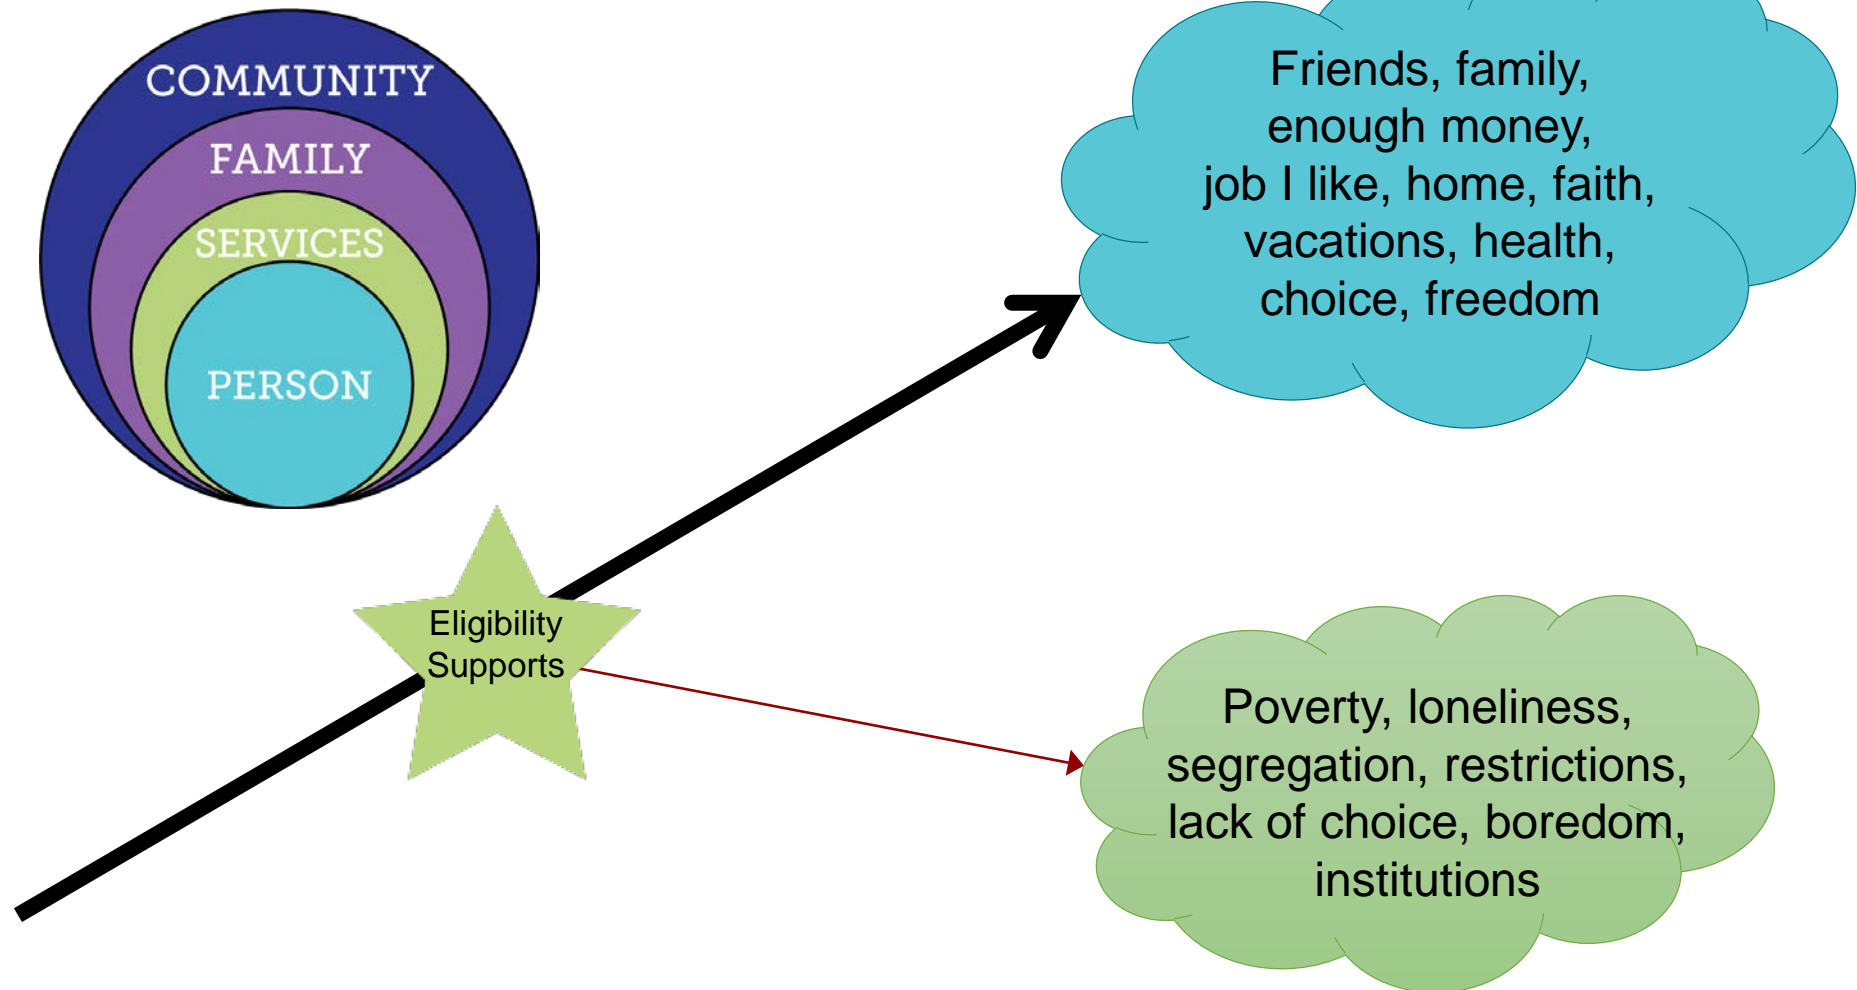 COMMUNITY
FAMILY
SERVICES
PERSON
Friends, family,
enough money,
job I like, home, faith,
vacations, health,
choice, freedom
Eligibility
Supports
Poverty, loneliness,
segregation, restrictions,
lack of choice, boredom,
institutions